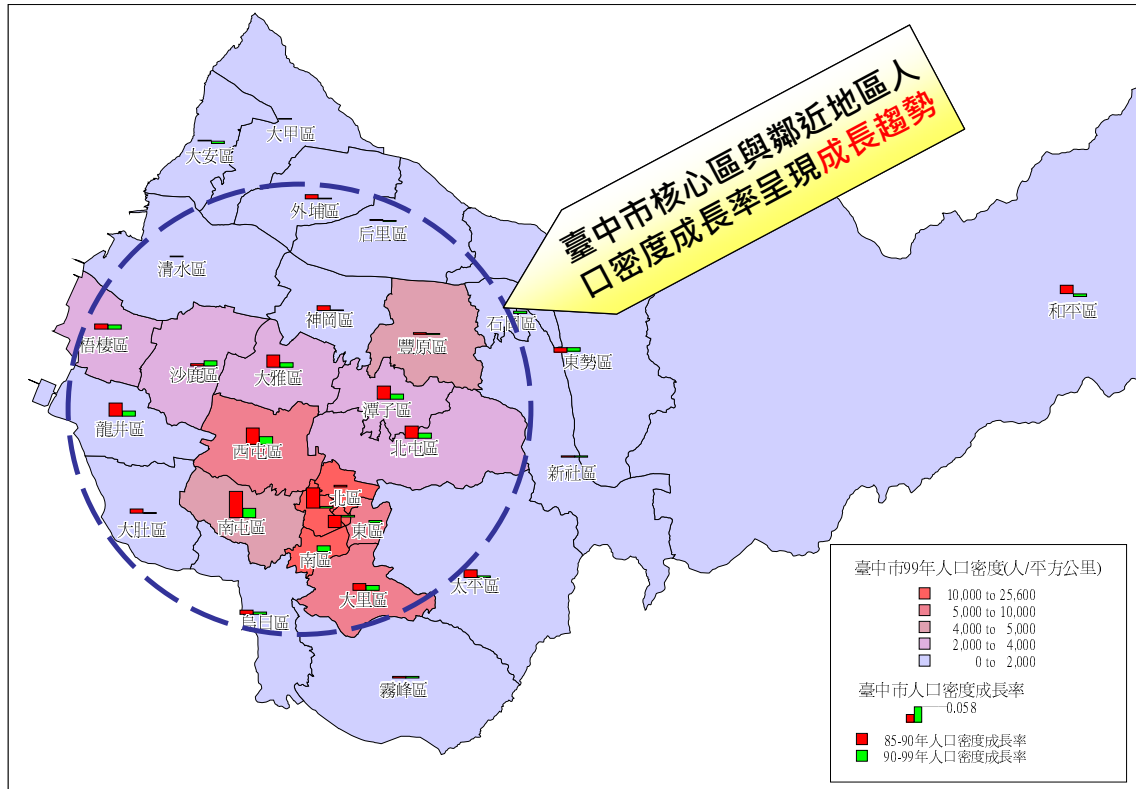 臺中市核心區與鄰近地區人
口密度成長率呈現成長趨勢
大甲區
大安區
外埔區
后里區
清水區
神岡區
石岡區
和平區
豐原區
東勢區
梧棲區
沙鹿區
大雅區
潭子區
龍井區
西屯區
北屯區
新社區
北區
大肚區
南屯區
東區
南區
太平區
大里區
烏日區
霧峰區
臺中市99年人口密度(人/平方公里)
10,000 to 25,600
5,000 to 10,000
4,000 to 5,000
2,000 to 4,000
0 to 2,000
臺中市人口密度成長率
0.058
85-90年人口密度成長率
90-99年人口密度成長率